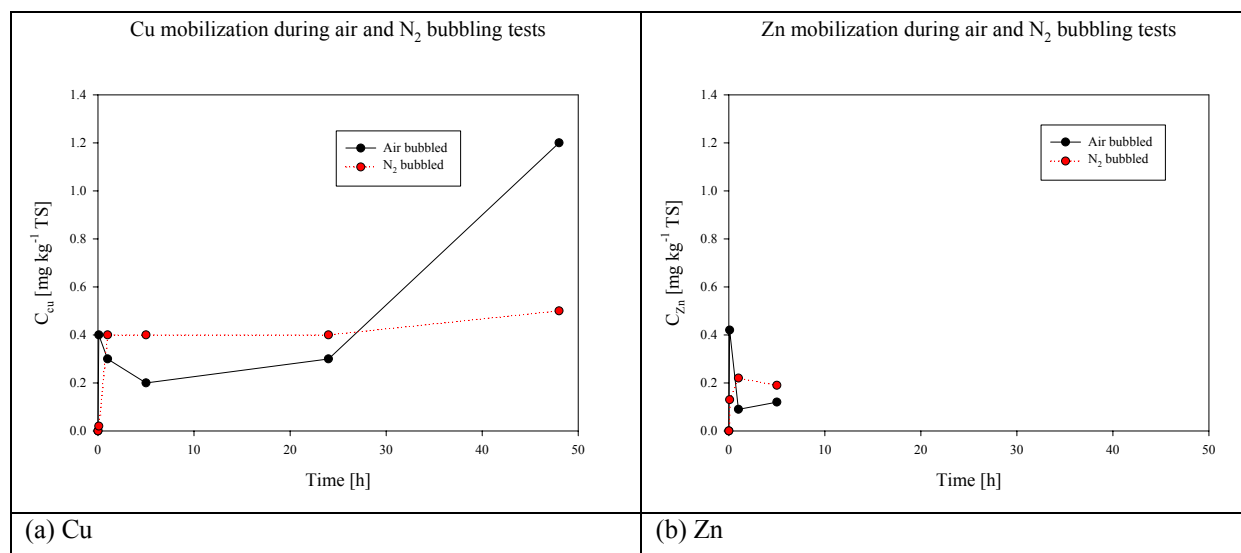 Cu mobilization during air and N₂ bubbling tests
1.4
1.2
1.0
0.8
0.6
0.4
0.2
0.0
C_cu [mg kg⁻¹ TS]
Air bubbled
N₂ bubbled
0 10 20 30 40 50
Time [h]
(a) Cu
Zn mobilization during air and N₂ bubbling tests
1.4
1.2
1.0
0.8
0.6
0.4
0.2
0.0
C_Zn [mg kg⁻¹ TS]
Air bubbled
N₂ bubbled
0 10 20 30 40 50
Time [h]
(b) Zn